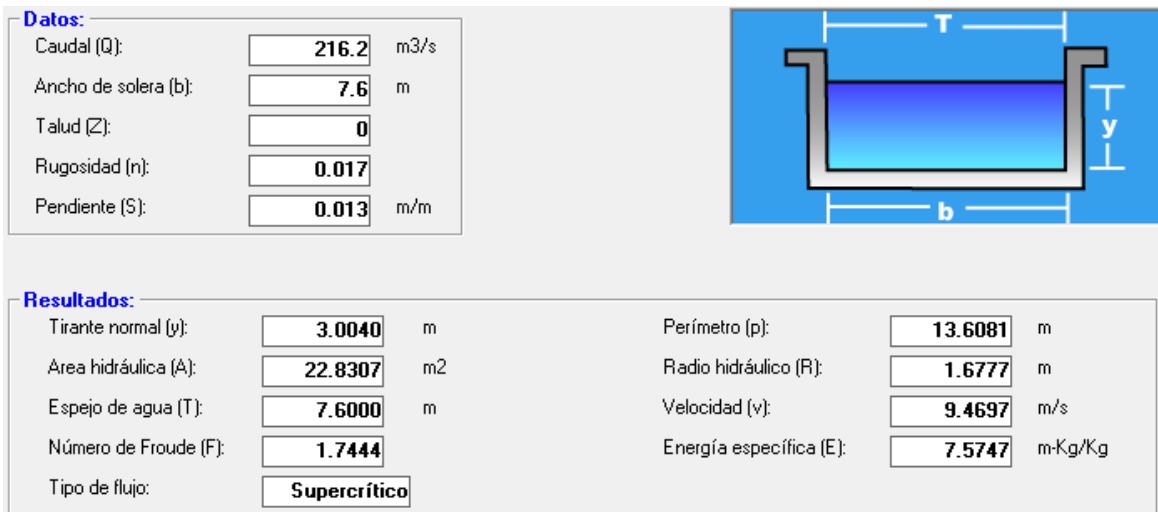 Datos:
Caudal (Q): 216.2 m3/s
Ancho de solera (b): 7.6 m
Talud (Z): 0
Rugosidad (n): 0.017
Pendiente (S): 0.013 m/m
T
y
b
Resultados:
Tirante normal (y): 3.0040 m Perímetro (p): 13.6081 m
Area hidráulica (A): 22.8307 m2 Radio hidráulico (R): 1.6777 m
Espejo de agua (T): 7.6000 m Velocidad (v): 9.4697 m/s
Número de Froude (F): 1.7444 Energía específica (E): 7.5747 m-Kg/Kg
Tipo de flujo: Supercrítico